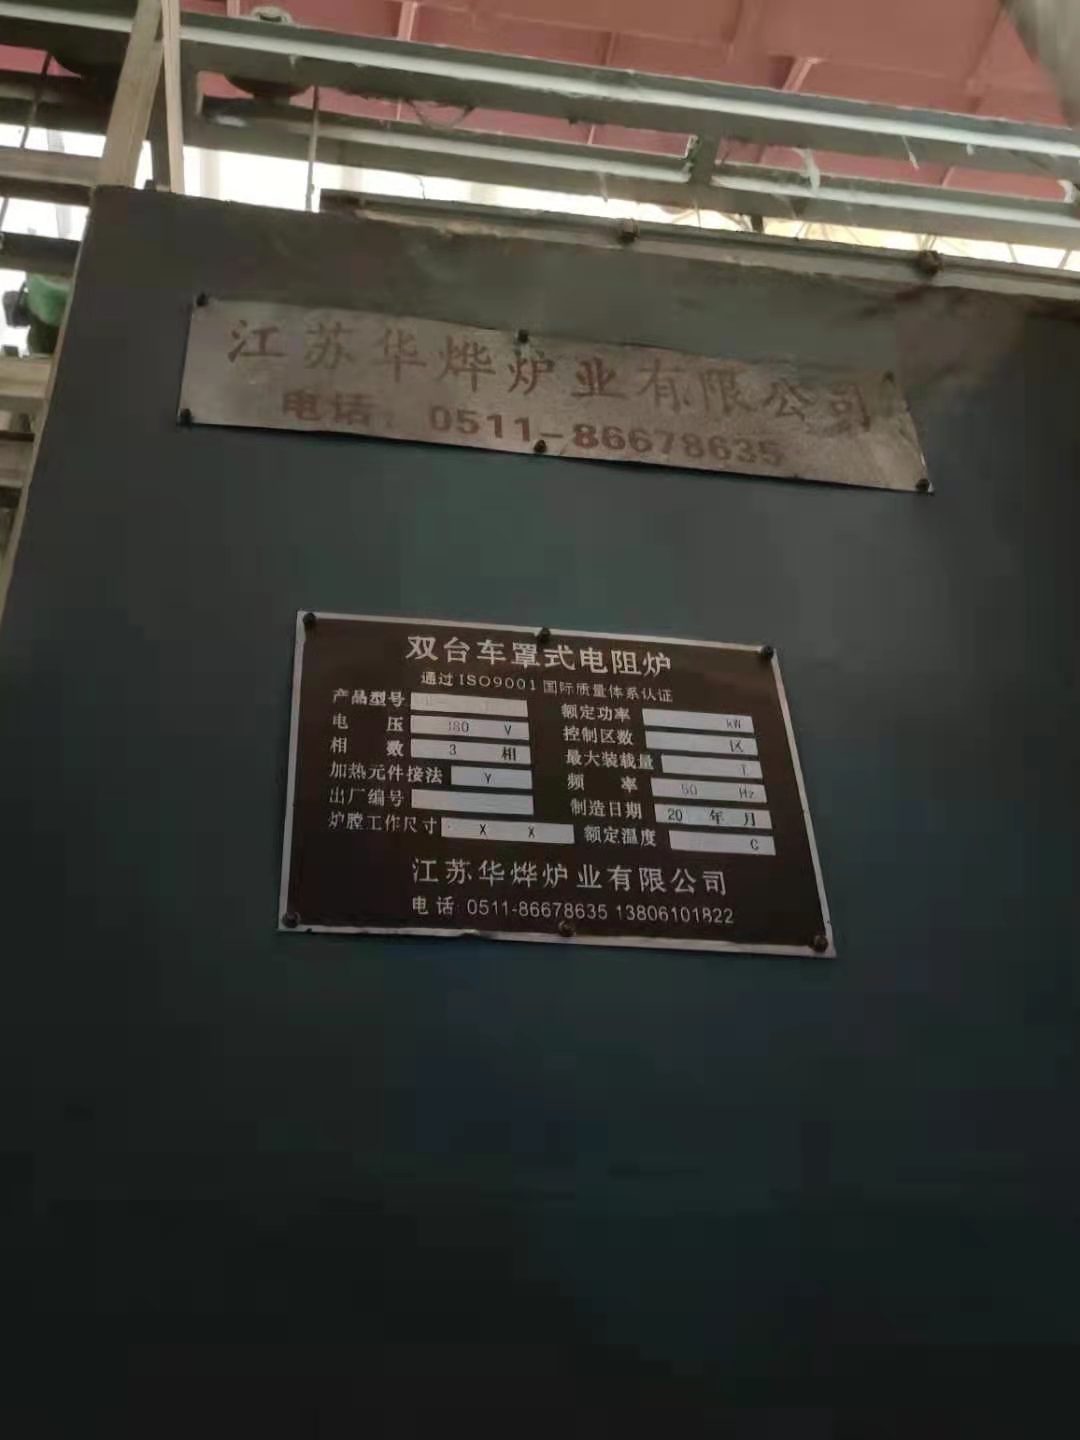 江苏华烨炉业有限公司
电话：0511-86678635
双台车罩式电阻炉
通过ISO9001国际质量体系认证
产品型号
额定功率 kW
电压 380 V
控制区数 区
相数 3 相
最大装载量 T
加热元件接法 Y
频率 50 Hz
出厂编号
制造日期 20 年 月
炉膛工作尺寸 X X
额定温度 C
江苏华烨炉业有限公司
电话 0511-86678635 13806101822